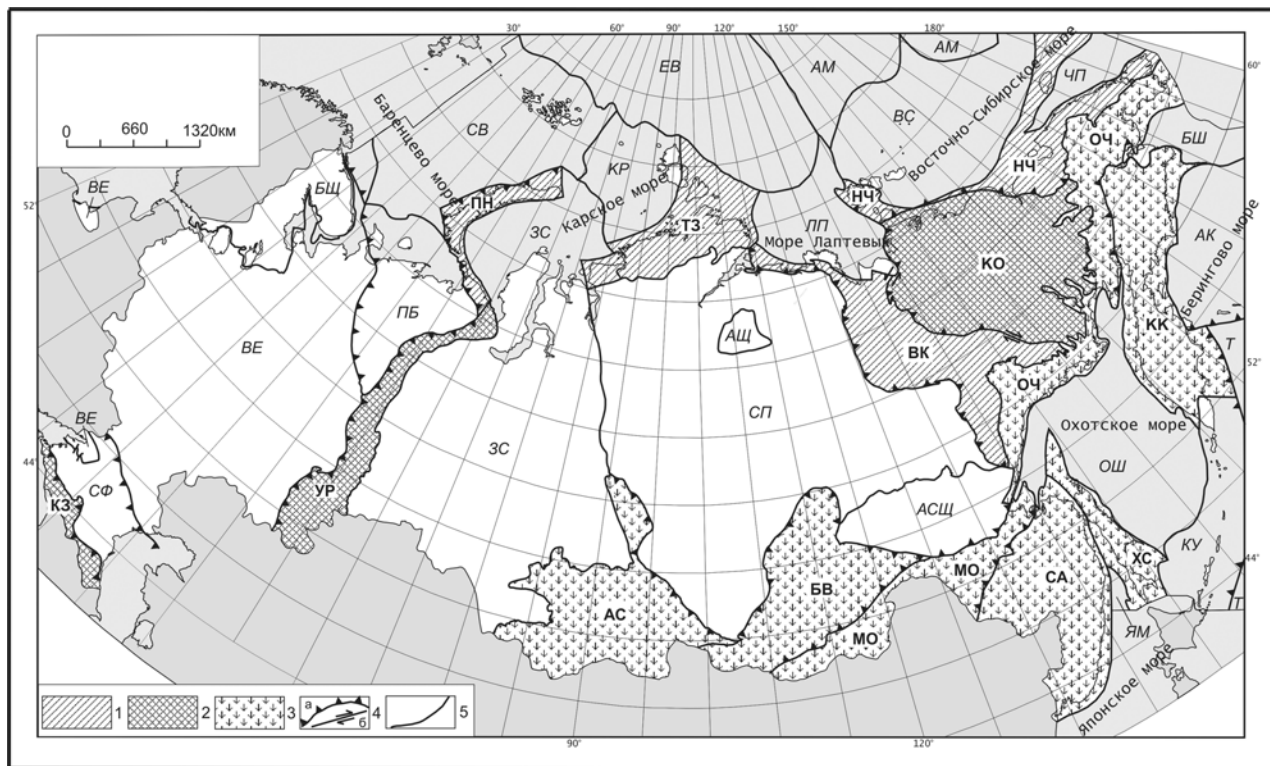 30° 60° 90° 120° 150° 180°
60°
0 660 1320км
52°
44°
Баренцево море
Карское море
Море Лаптевых
Восточно-Сибирское море
Берингово море
Охотское море
Японское море
ЕВ
АМ
АМ
СВ
КР
ВС
ЧП
ОЧ
БШ
НЧ
НЧ
ВЕ
БЩ
ПН
ЗС
ТЗ
ЛП
КО
АК
ПБ
АЩ
ВК
КК
Т
52°
ВЕ
ОЧ
СП
ВЕ
ЗС
ОШ
КЗ
СФ
УР
АСЩ
КУ
44°
АС
БВ
МО
МО
СА
ХС
Т
ЯМ
1 2 3 а б 4 5
90° 120°